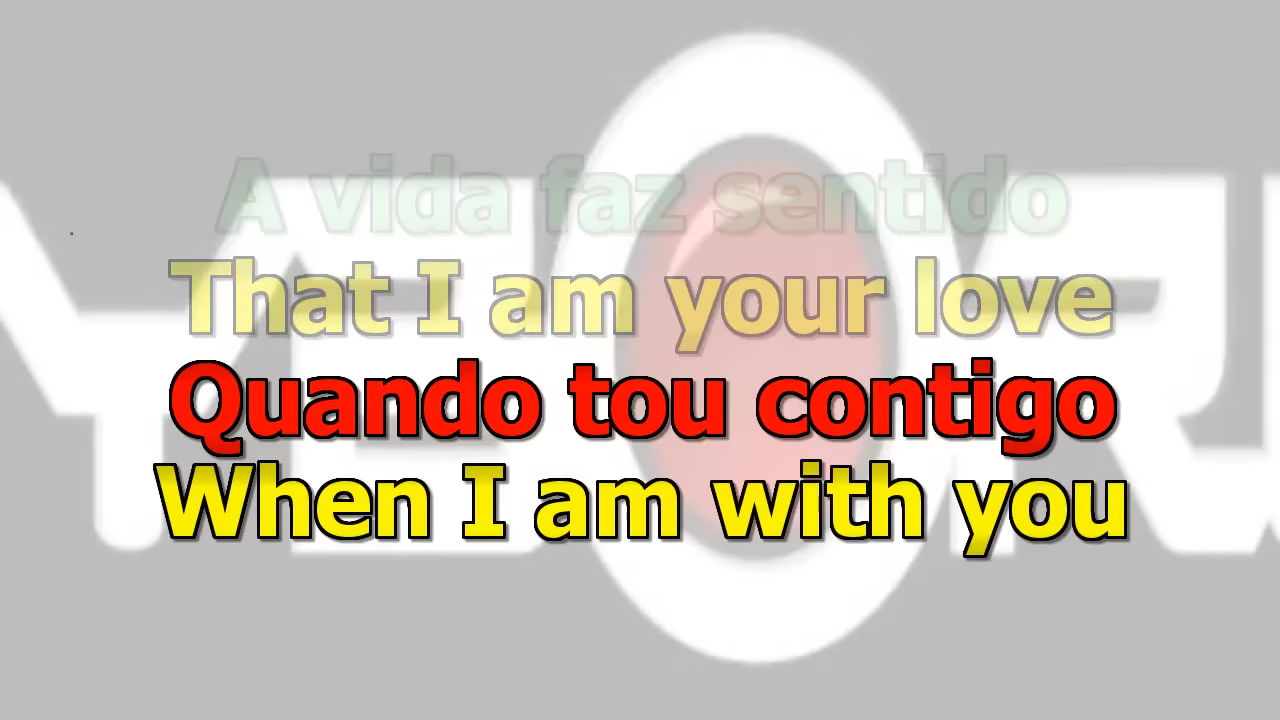 A vida faz sentido
That I am your love
Quando tou contigo
When I am with you